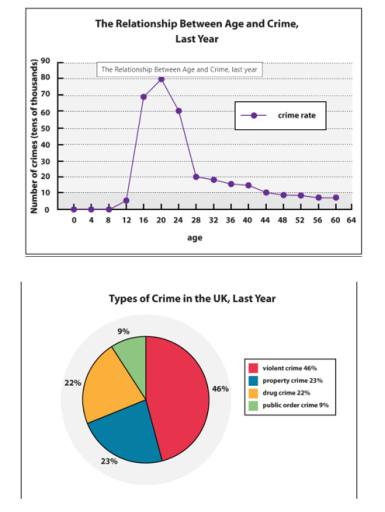 The Relationship Between Age and Crime,
Last Year
The Relationship Between Age and Crime, last year
Number of crimes (tens of thousands)
90
80
70
60
50
40
30
20
10
0
crime rate
0 4 8 12 16 20 24 28 32 36 40 44 48 52 56 60 64
age
Types of Crime in the UK, Last Year
9%
22%
46%
23%
violent crime 46%
property crime 23%
drug crime 22%
public order crime 9%